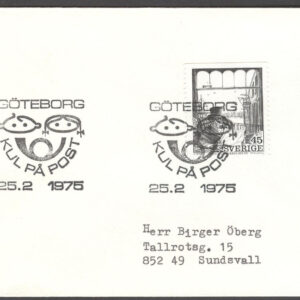 GÖTEBORG
KUL PÅ POST
25.2 1975
GÖTEBORG
KUL PÅ POST
25.2 1975
45
SVERIGE
Herr Birger Öberg
Tallrotsg. 15
852 49 Sundsvall